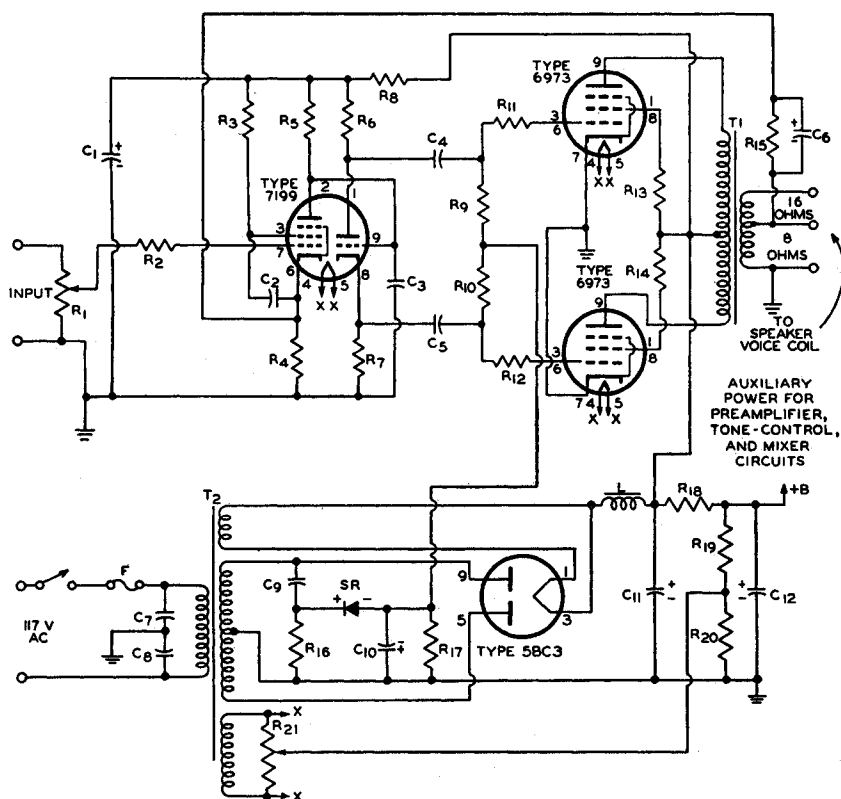 TYPE
6973
9
R8
R11
3
6
1
8
T1
R3
R5
R6
C1
+
-
C4
7
4
5
X X
R13
R15
+
-
C6
TYPE
7199
2
1
R9
16
OHMS
8
OHMS
R2
3
7
9
6
4
5
8
C2
X X
C3
R10
TYPE
6973
R14
9
INPUT
R1
C5
3
6
1
8
TO
SPEAKER
VOICE COIL
R4
R7
R12
7
4
5
X X
AUXILIARY
POWER FOR
PREAMPLIFIER,
TONE-CONTROL,
AND MIXER
CIRCUITS
T2
L
R18
+B
F
C9
SR
+
-
9
1
R19
117 V
AC
C7
C8
5
3
C11
+
-
+
-
C12
R16
C10
-
+
R17
TYPE 5BC3
R20
X
R21
X